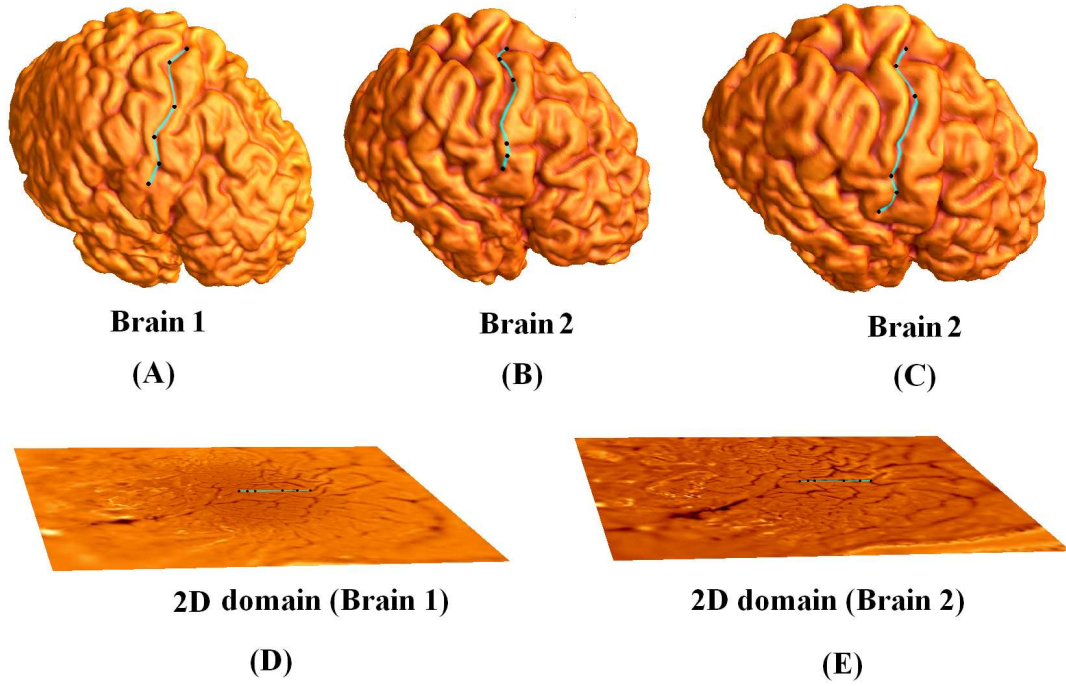 Brain 1
Brain 2
Brain 2
(A)
(B)
(C)
2D domain (Brain 1)
2D domain (Brain 2)
(D)
(E)